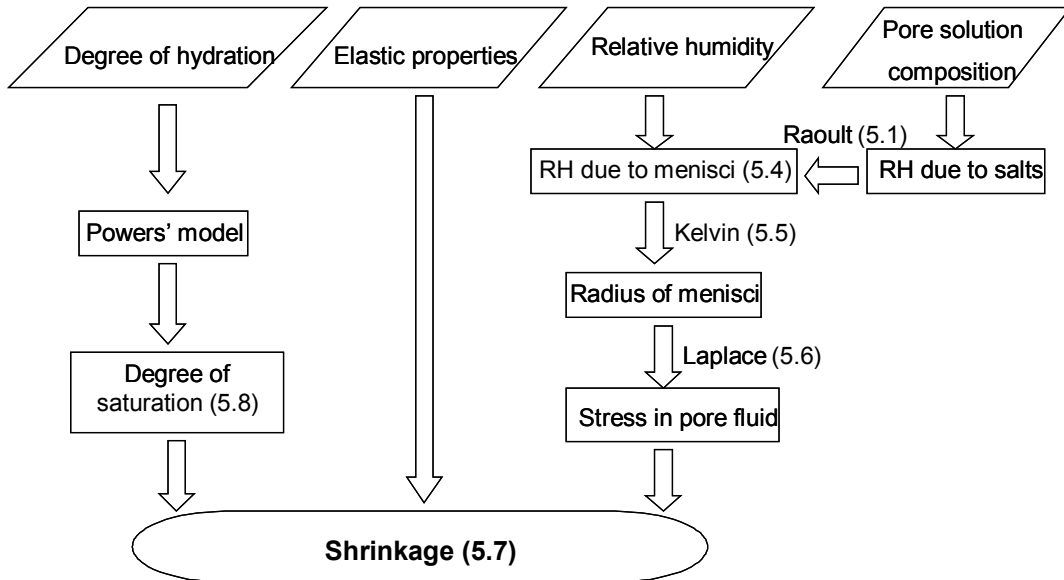 Degree of hydration
Elastic properties
Relative humidity
Pore solution
composition
Raoult (5.1)
RH due to menisci (5.4)
RH due to salts
Powers’ model
Kelvin (5.5)
Radius of menisci
Laplace (5.6)
Degree of
saturation (5.8)
Stress in pore fluid
Shrinkage (5.7)